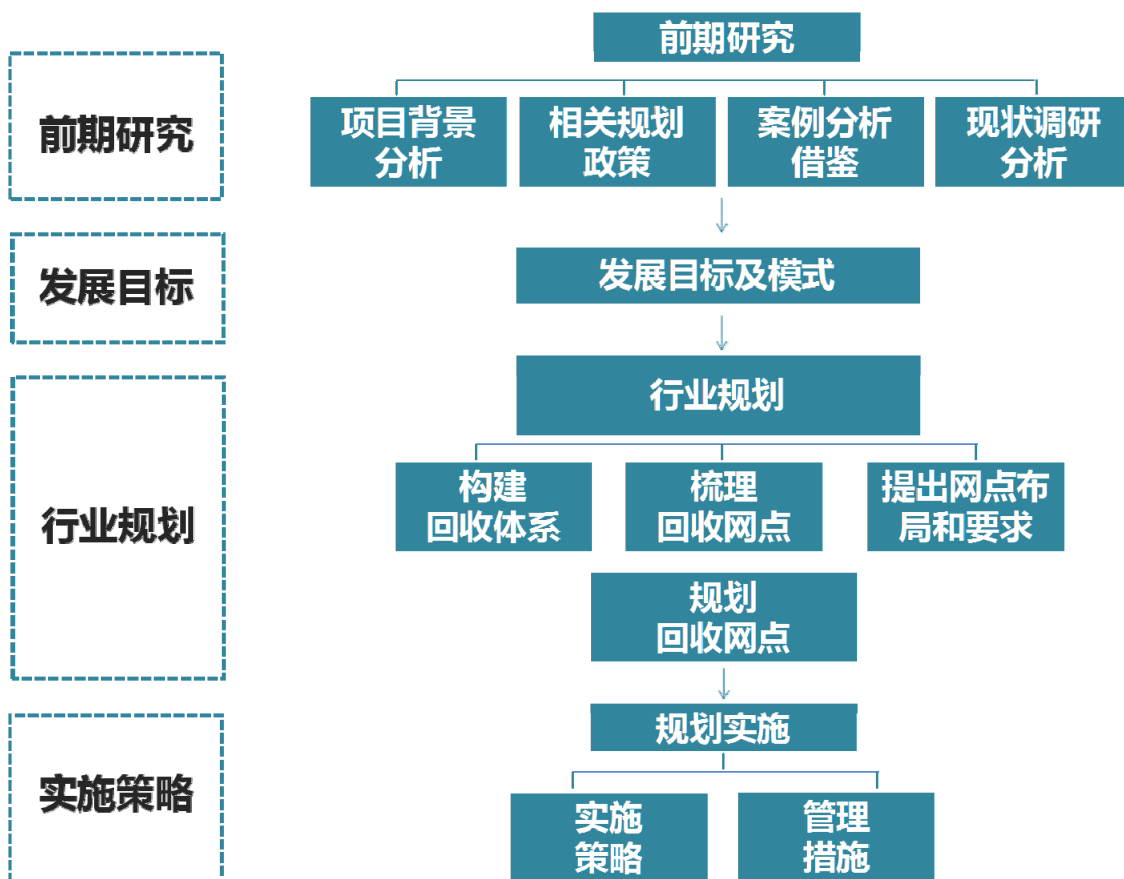 前期研究
前期研究
项目背景
分析
相关规划
政策
案例分析
借鉴
现状调研
分析
发展目标
发展目标及模式
行业规划
行业规划
构建
回收体系
梳理
回收网点
提出网点布
局和要求
规划
回收网点
实施策略
规划实施
实施
策略
管理
措施